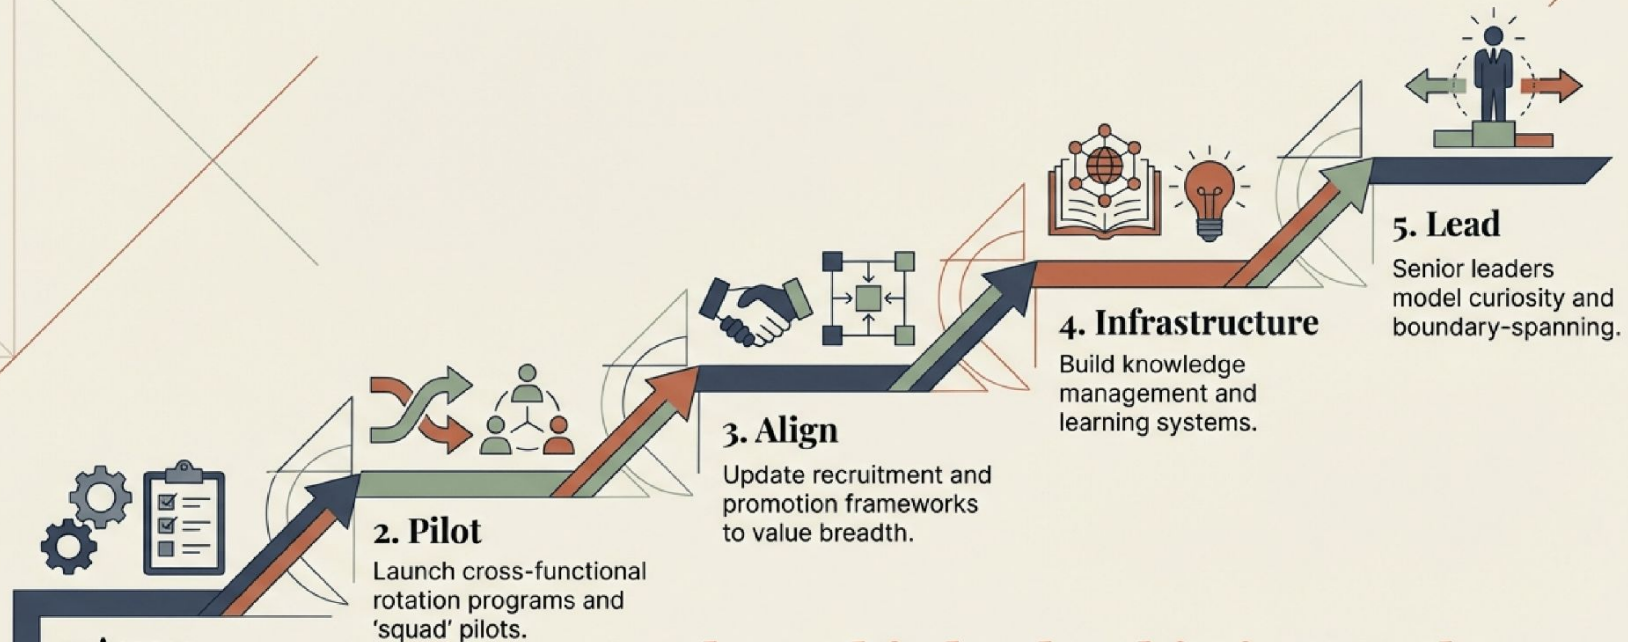 5. Lead
Senior leaders
model curiosity and
boundary-spanning.
4. Infrastructure
Build knowledge
management and
learning systems.
3. Align
Update recruitment and
promotion frameworks
to value breadth.
2. Pilot
Launch cross-functional
rotation programs and
‘squad’ pilots.